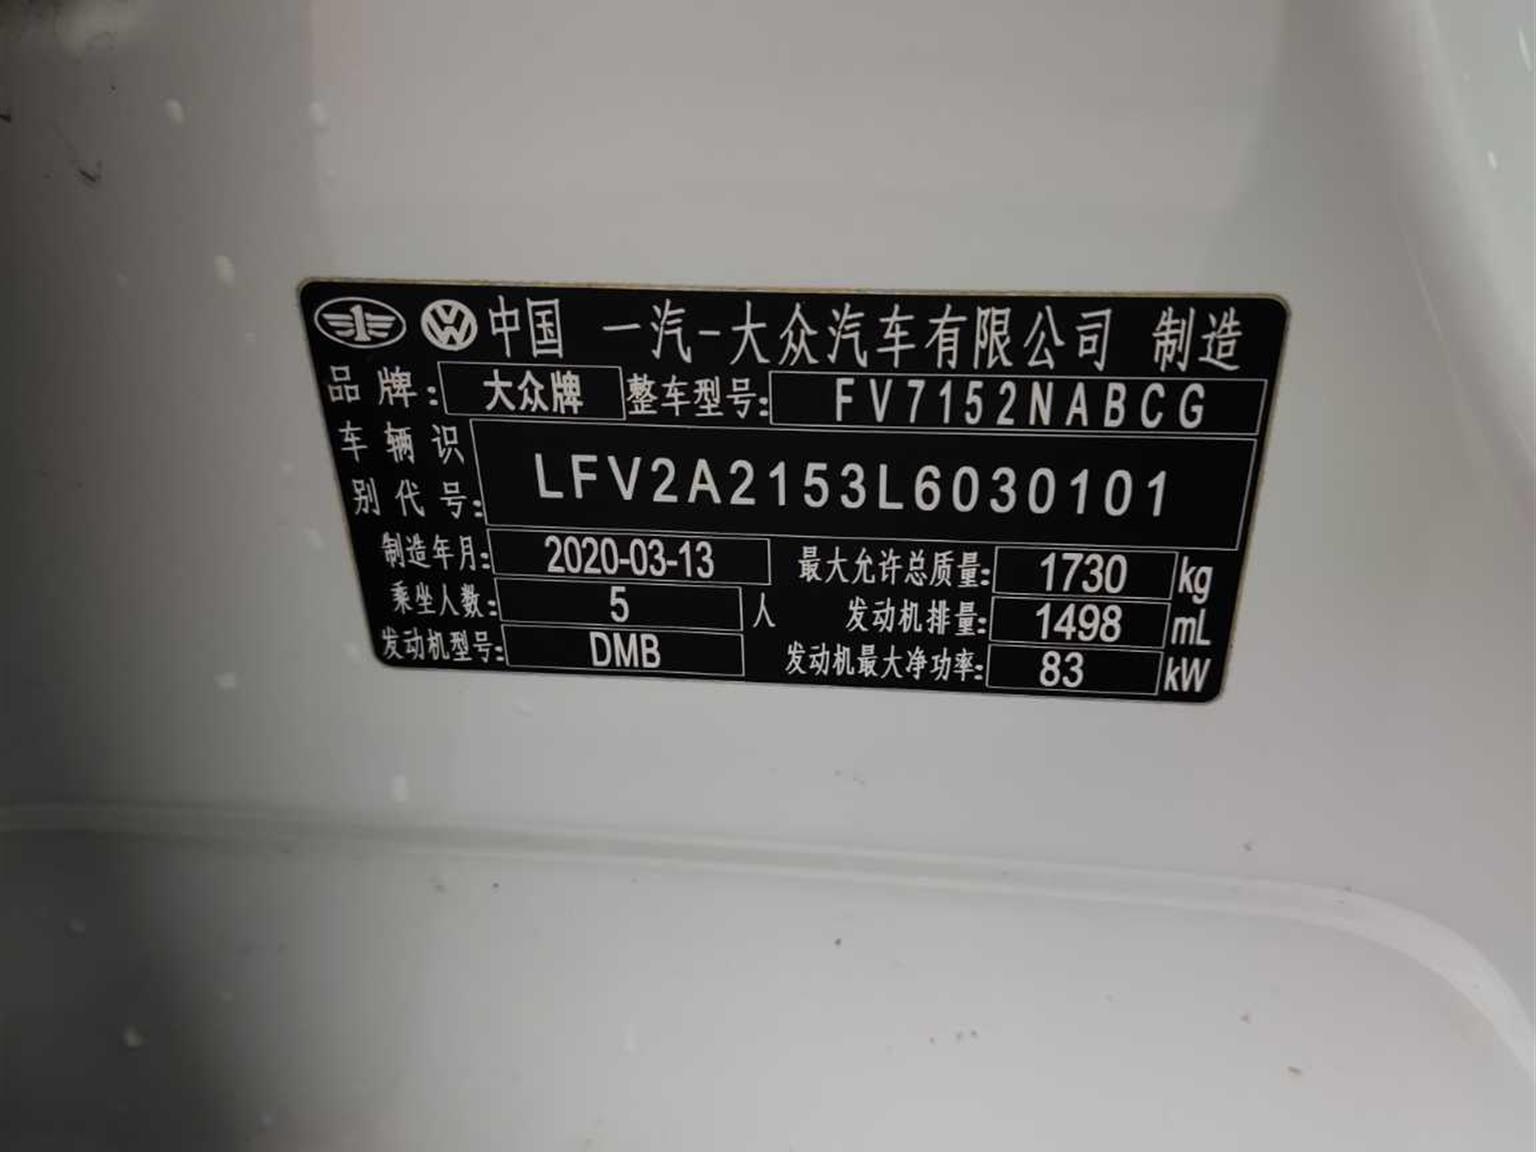 中国 一汽-大众汽车有限公司 制造
品牌: 大众牌 整车型号: FV7152NABCG
车辆识别代号: LFV2A2153L6030101
制造年月: 2020-03-13 最大允许总质量: 1730 kg
乘坐人数: 5 人 发动机排量: 1498 mL
发动机型号: DMB 发动机最大净功率: 83 kW